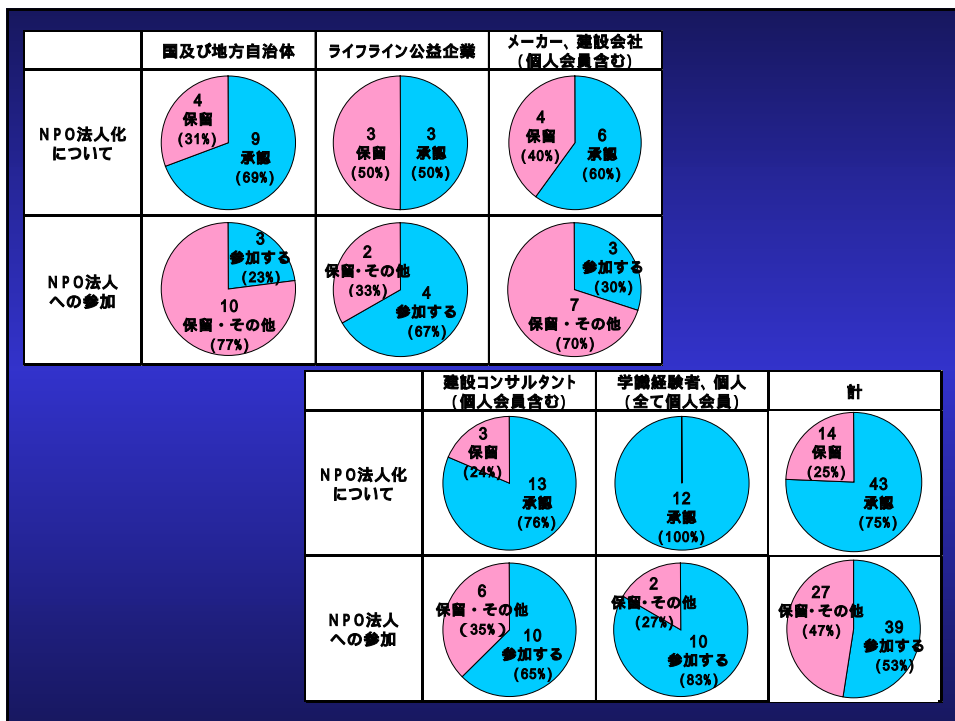 国及び地方自治体
ライフライン公益企業
メーカー、建設会社
(個人会員含む)
NPO法人化
について
4
保留
(31%)
9
承認
(69%)
3
保留
(50%)
3
承認
(50%)
4
保留
(40%)
6
承認
(60%)
NPO法人
への参加
3
参加する
(23%)
10
保留・その他
(77%)
2
保留・その他
(33%)
4
参加する
(67%)
3
参加する
(30%)
7
保留・その他
(70%)
建設コンサルタント
(個人会員含む)
学識経験者、個人
(全て個人会員)
計
NPO法人化
について
3
保留
(24%)
13
承認
(76%)
12
承認
(100%)
14
保留
(25%)
43
承認
(75%)
NPO法人
への参加
6
保留・その他
(35%)
10
参加する
(65%)
2
保留・その他
(27%)
10
参加する
(83%)
27
保留・その他
(47%)
39
参加する
(53%)